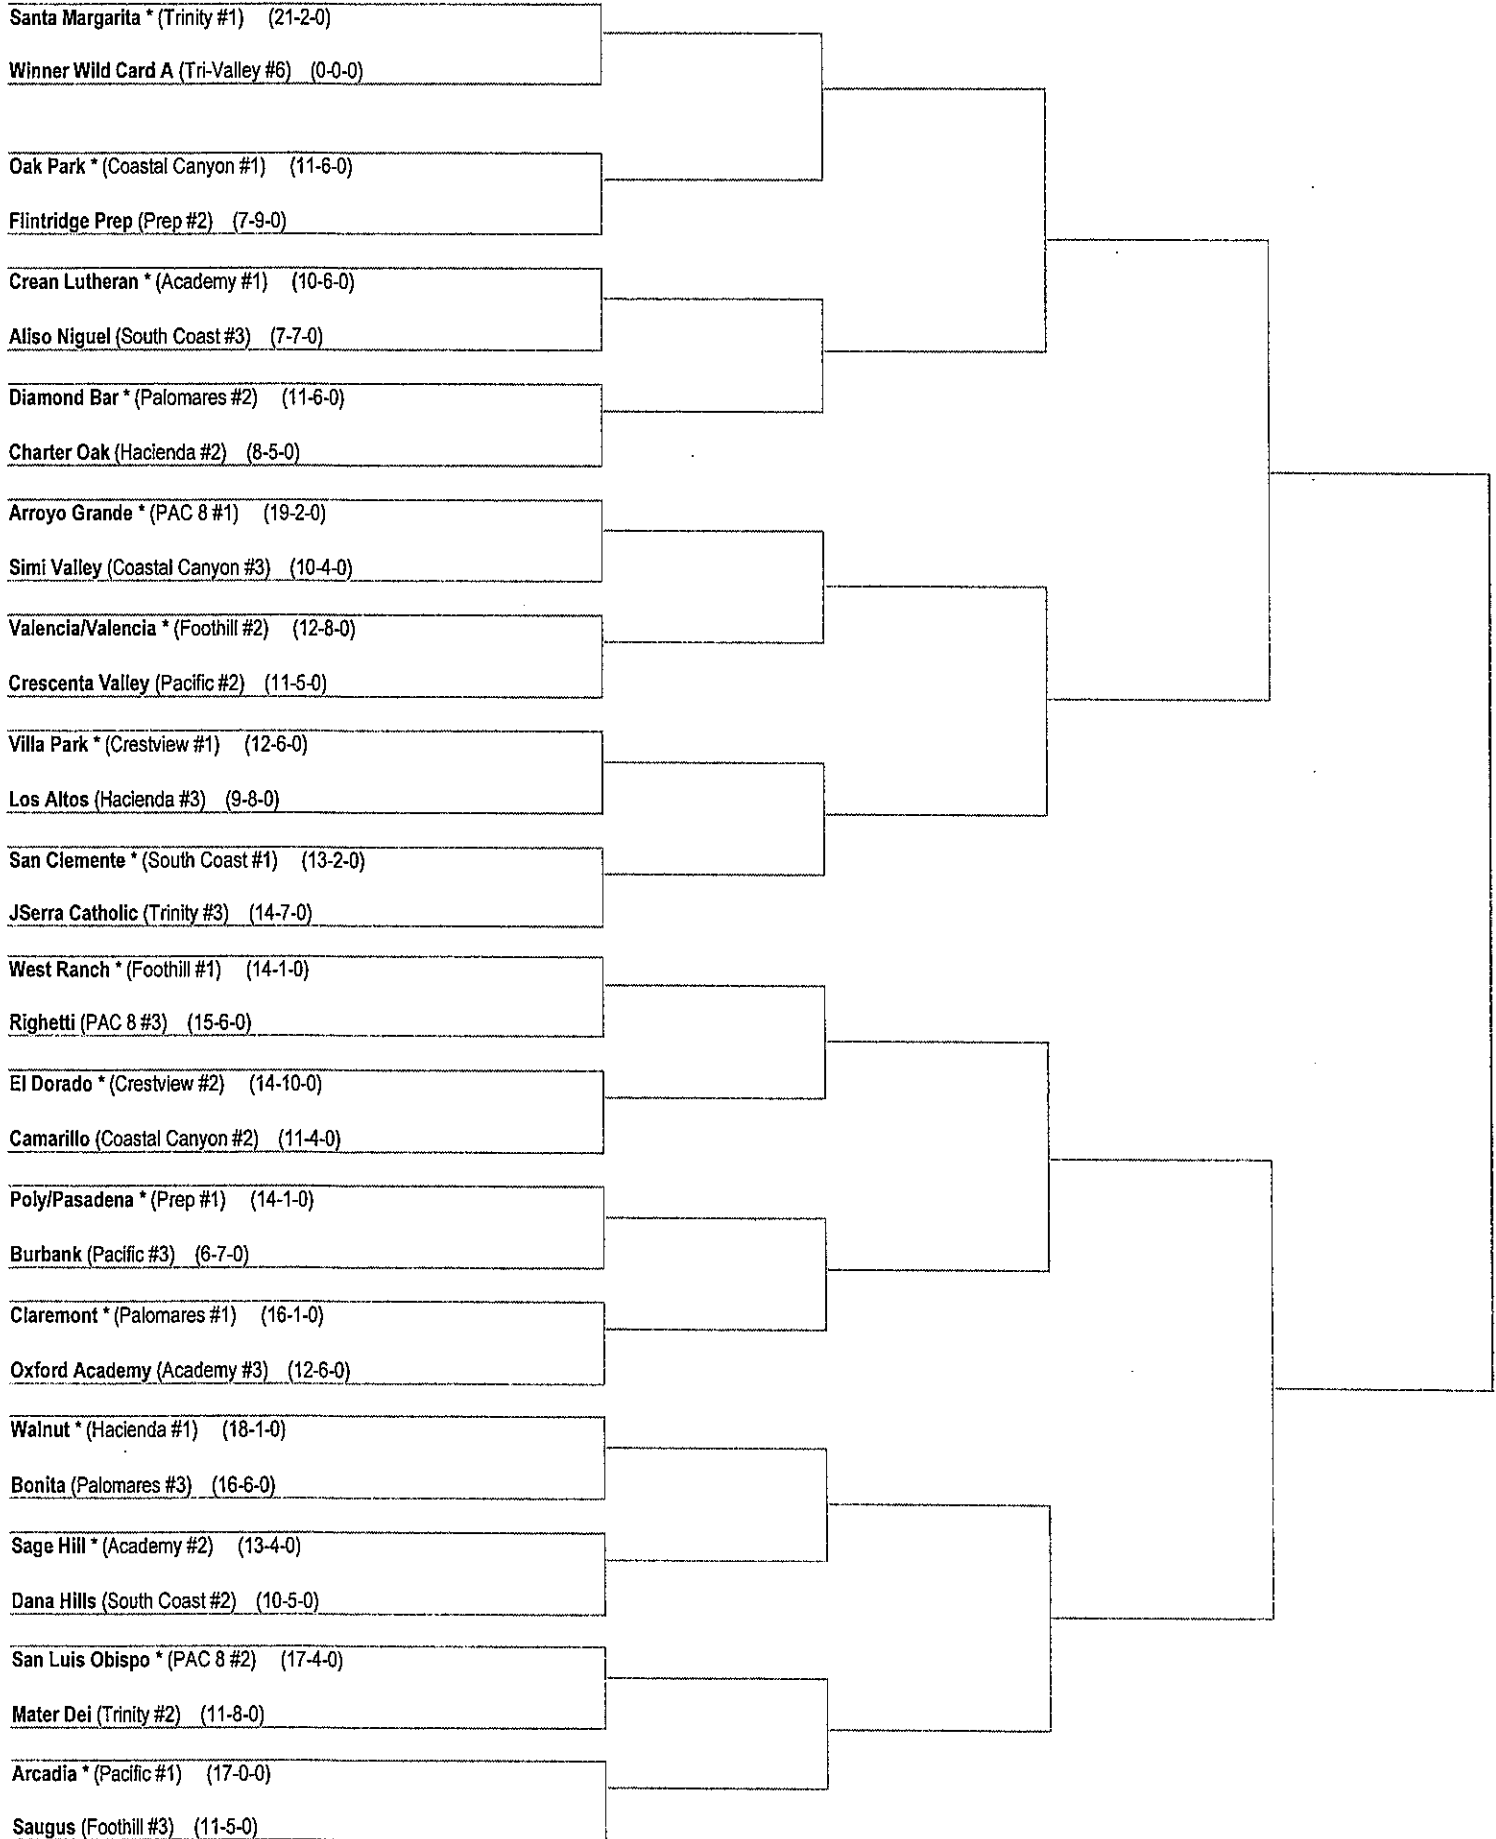 Santa Margarita * (Trinity #1) (21-2-0)
Winner Wild Card A (Tri-Valley #6) (0-0-0)
Oak Park * (Coastal Canyon #1) (11-6-0)
Flintridge Prep (Prep #2) (7-9-0)
Crean Lutheran * (Academy #1) (10-6-0)
Aliso Niguel (South Coast #3) (7-7-0)
Diamond Bar * (Palomares #2) (11-6-0)
Charter Oak (Hacienda #2) (8-5-0)
Arroyo Grande * (PAC 8 #1) (19-2-0)
Simi Valley (Coastal Canyon #3) (10-4-0)
Valencia/Valencia * (Foothill #2) (12-8-0)
Crescenta Valley (Pacific #2) (11-5-0)
Villa Park * (Crestview #1) (12-6-0)
Los Altos (Hacienda #3) (9-8-0)
San Clemente * (South Coast #1) (13-2-0)
JSerra Catholic (Trinity #3) (14-7-0)
West Ranch * (Foothill #1) (14-1-0)
Righetti (PAC 8 #3) (15-6-0)
El Dorado * (Crestview #2) (14-10-0)
Camarillo (Coastal Canyon #2) (11-4-0)
Poly/Pasadena * (Prep #1) (14-1-0)
Burbank (Pacific #3) (6-7-0)
Claremont * (Palomares #1) (16-1-0)
Oxford Academy (Academy #3) (12-6-0)
Walnut * (Hacienda #1) (18-1-0)
Bonita (Palomares #3) (16-6-0)
Sage Hill * (Academy #2) (13-4-0)
Dana Hills (South Coast #2) (10-5-0)
San Luis Obispo * (PAC 8 #2) (17-4-0)
Mater Dei (Trinity #2) (11-8-0)
Arcadia * (Pacific #1) (17-0-0)
Saugus (Foothill #3) (11-5-0)